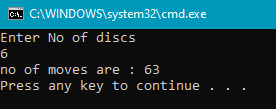 C:\WINDOWS\system32\cmd.exe
Enter No of discs
6
no of moves are : 63
Press any key to continue . . .